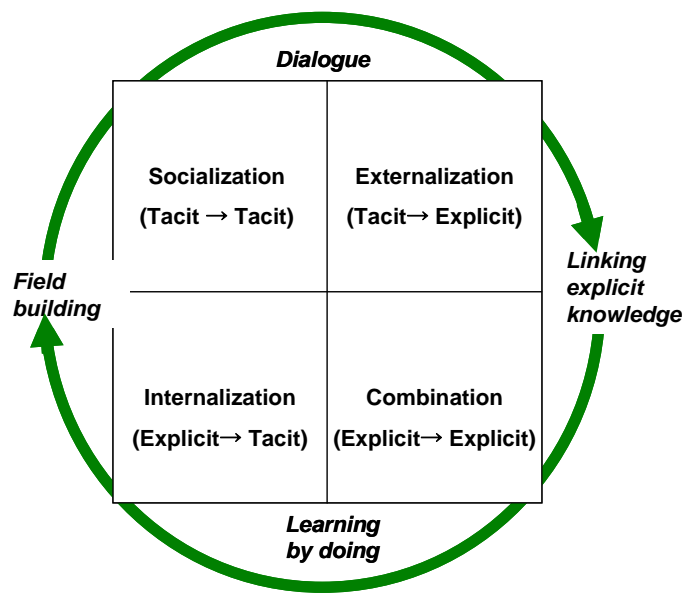 Dialogue
Socialization
(Tacit → Tacit)
Externalization
(Tacit→ Explicit)
Field
building
Linking
explicit
knowledge
Internalization
(Explicit→ Tacit)
Combination
(Explicit→ Explicit)
Learning
by doing